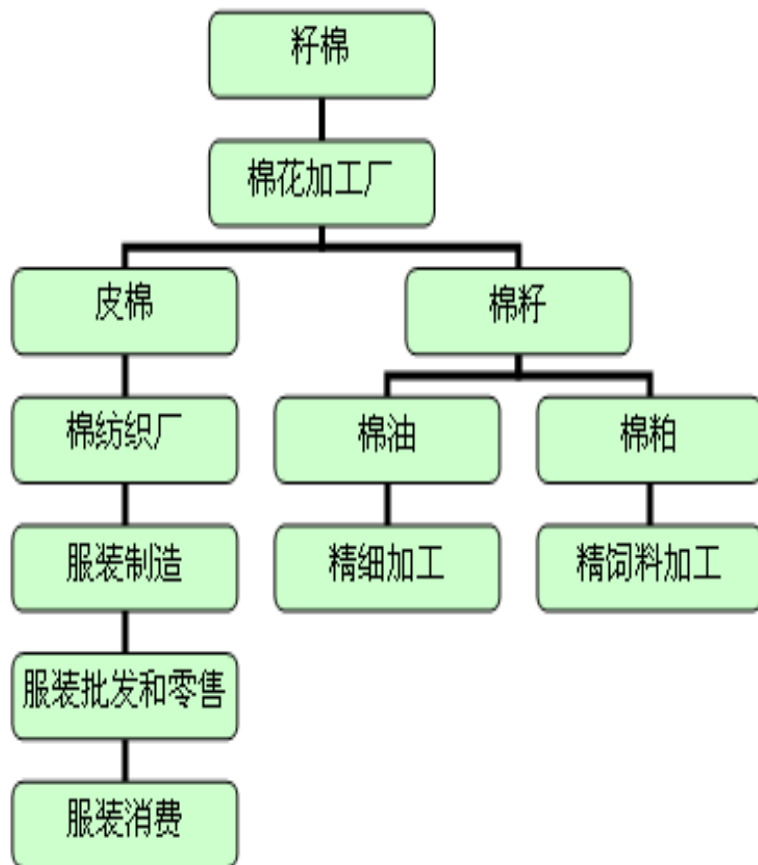 籽棉
棉花加工厂
皮棉
棉籽
棉纺织厂
棉油
棉粕
服装制造
精细加工
精饲料加工
服装批发和零售
服装消费